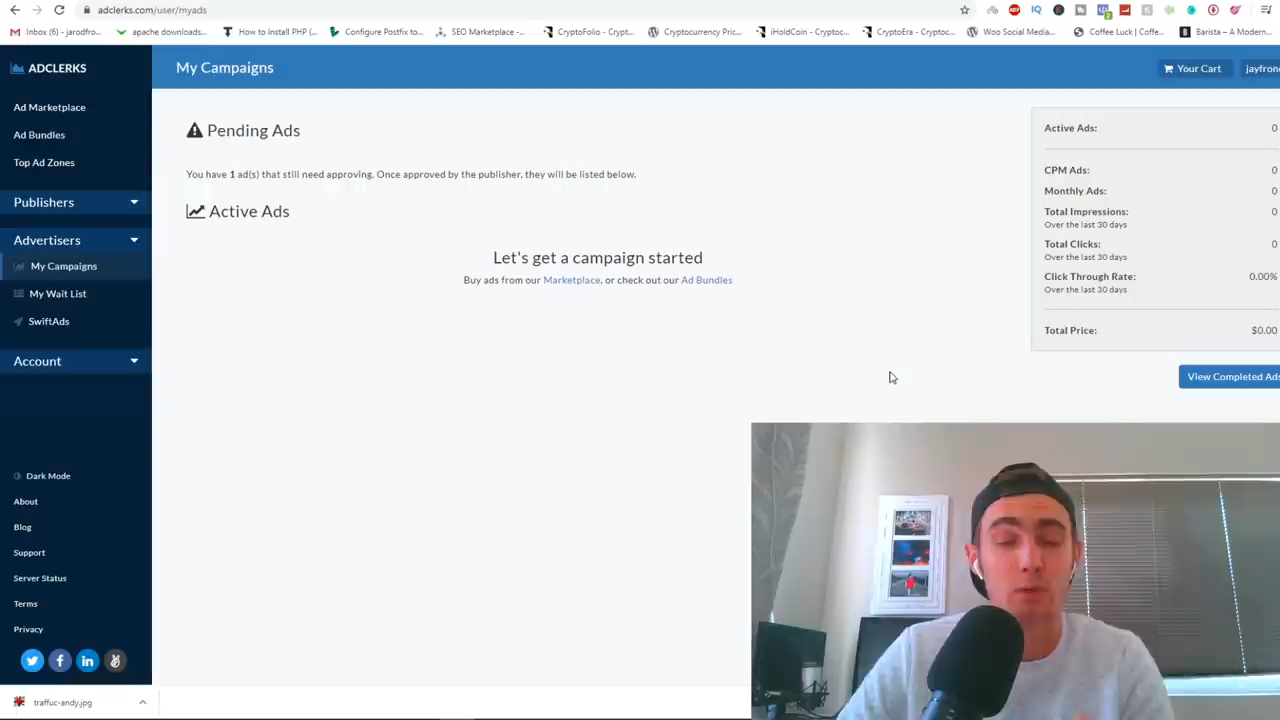 adclerks.com/user/myads
Inbox (6) – jarodfro...
apache downloads...
How to Install PHP (...
Configure Postfix to...
SEO Marketplace -...
CryptoFolio - Crypt...
Cryptocurrency Pric...
iHoldCoin - Cryptoc...
CryptoEra - Cryptoc...
Woo Social Media...
Coffee Luck | Coffe...
Barista – A Modern...
ADCLERKS
My Campaigns
Your Cart
jayfron
Ad Marketplace
Ad Bundles
Top Ad Zones
Publishers
Advertisers
My Campaigns
My Wait List
SwiftAds
Account
Pending Ads
You have 1 ad(s) that still need approving. Once approved by the publisher, they will be listed below.
Active Ads
Let's get a campaign started
Buy ads from our Marketplace, or check out our Ad Bundles
Active Ads: 0
CPM Ads: 0
Monthly Ads: 0
Total Impressions: 0
Over the last 30 days
Total Clicks: 0
Over the last 30 days
Click Through Rate: 0.00%
Over the last 30 days
Total Price: $0.00
View Completed Ads
Dark Mode
About
Blog
Support
Server Status
Terms
Privacy
traffuc-andy.jpg